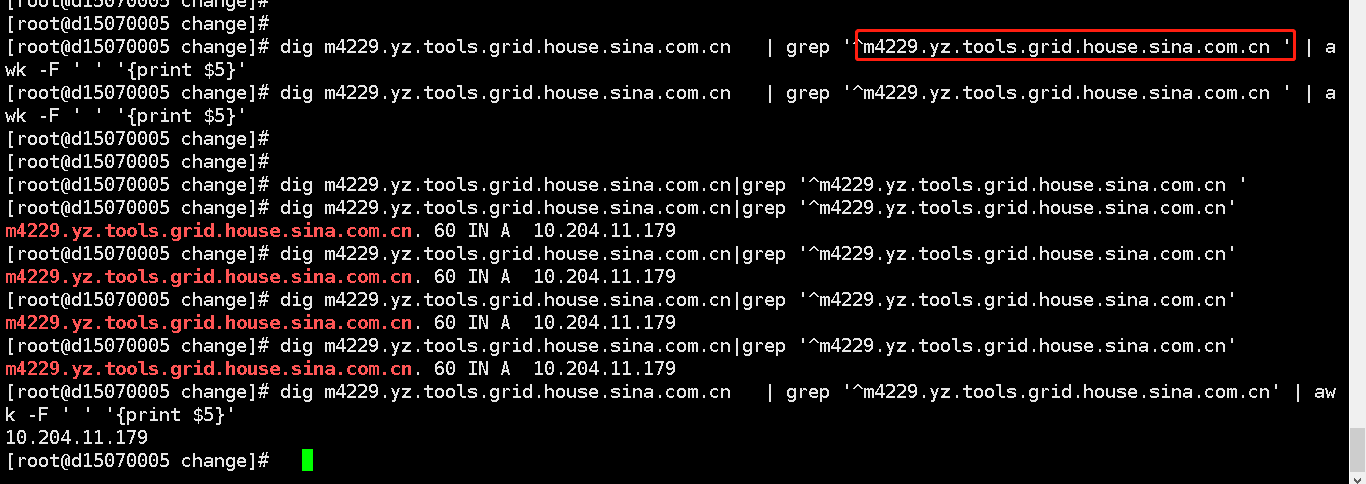 [root@d15070005 change]#
[root@d15070005 change]#
[root@d15070005 change]# dig m4229.yz.tools.grid.house.sina.com.cn   | grep '^m4229.yz.tools.grid.house.sina.com.cn ' | a
wk -F ' ' '{print $5}'
[root@d15070005 change]# dig m4229.yz.tools.grid.house.sina.com.cn   | grep '^m4229.yz.tools.grid.house.sina.com.cn ' | a
wk -F ' ' '{print $5}'
[root@d15070005 change]#
[root@d15070005 change]#
[root@d15070005 change]# dig m4229.yz.tools.grid.house.sina.com.cn|grep '^m4229.yz.tools.grid.house.sina.com.cn '
[root@d15070005 change]# dig m4229.yz.tools.grid.house.sina.com.cn|grep '^m4229.yz.tools.grid.house.sina.com.cn'
m4229.yz.tools.grid.house.sina.com.cn. 60 IN A  10.204.11.179
[root@d15070005 change]# dig m4229.yz.tools.grid.house.sina.com.cn|grep '^m4229.yz.tools.grid.house.sina.com.cn'
m4229.yz.tools.grid.house.sina.com.cn. 60 IN A  10.204.11.179
[root@d15070005 change]# dig m4229.yz.tools.grid.house.sina.com.cn|grep '^m4229.yz.tools.grid.house.sina.com.cn'
m4229.yz.tools.grid.house.sina.com.cn. 60 IN A  10.204.11.179
[root@d15070005 change]# dig m4229.yz.tools.grid.house.sina.com.cn|grep '^m4229.yz.tools.grid.house.sina.com.cn'
m4229.yz.tools.grid.house.sina.com.cn. 60 IN A  10.204.11.179
[root@d15070005 change]# dig m4229.yz.tools.grid.house.sina.com.cn   | grep '^m4229.yz.tools.grid.house.sina.com.cn' | aw
k -F ' ' '{print $5}'
10.204.11.179
[root@d15070005 change]#